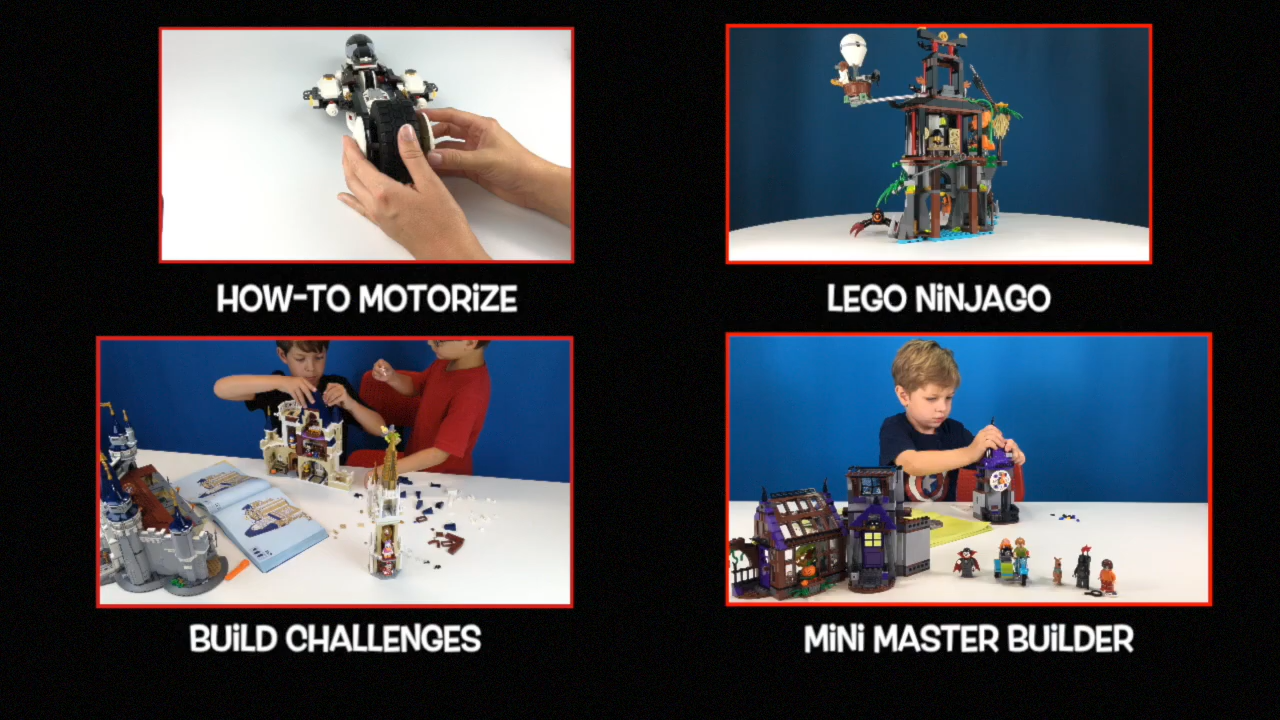 HOW-TO MOTORiZE
LEGO NiNJAGO
BUiLD CHALLENGES
MiNi MASTER BUiLDER